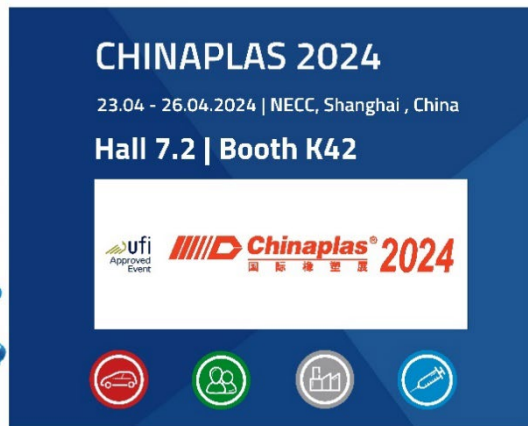 CHINAPLAS 2024
23.04 - 26.04.2024 | NECC, Shanghai , China
Hall 7.2 | Booth K42
ufi
Approved
Event
Chinaplas® 2024
国际橡塑展